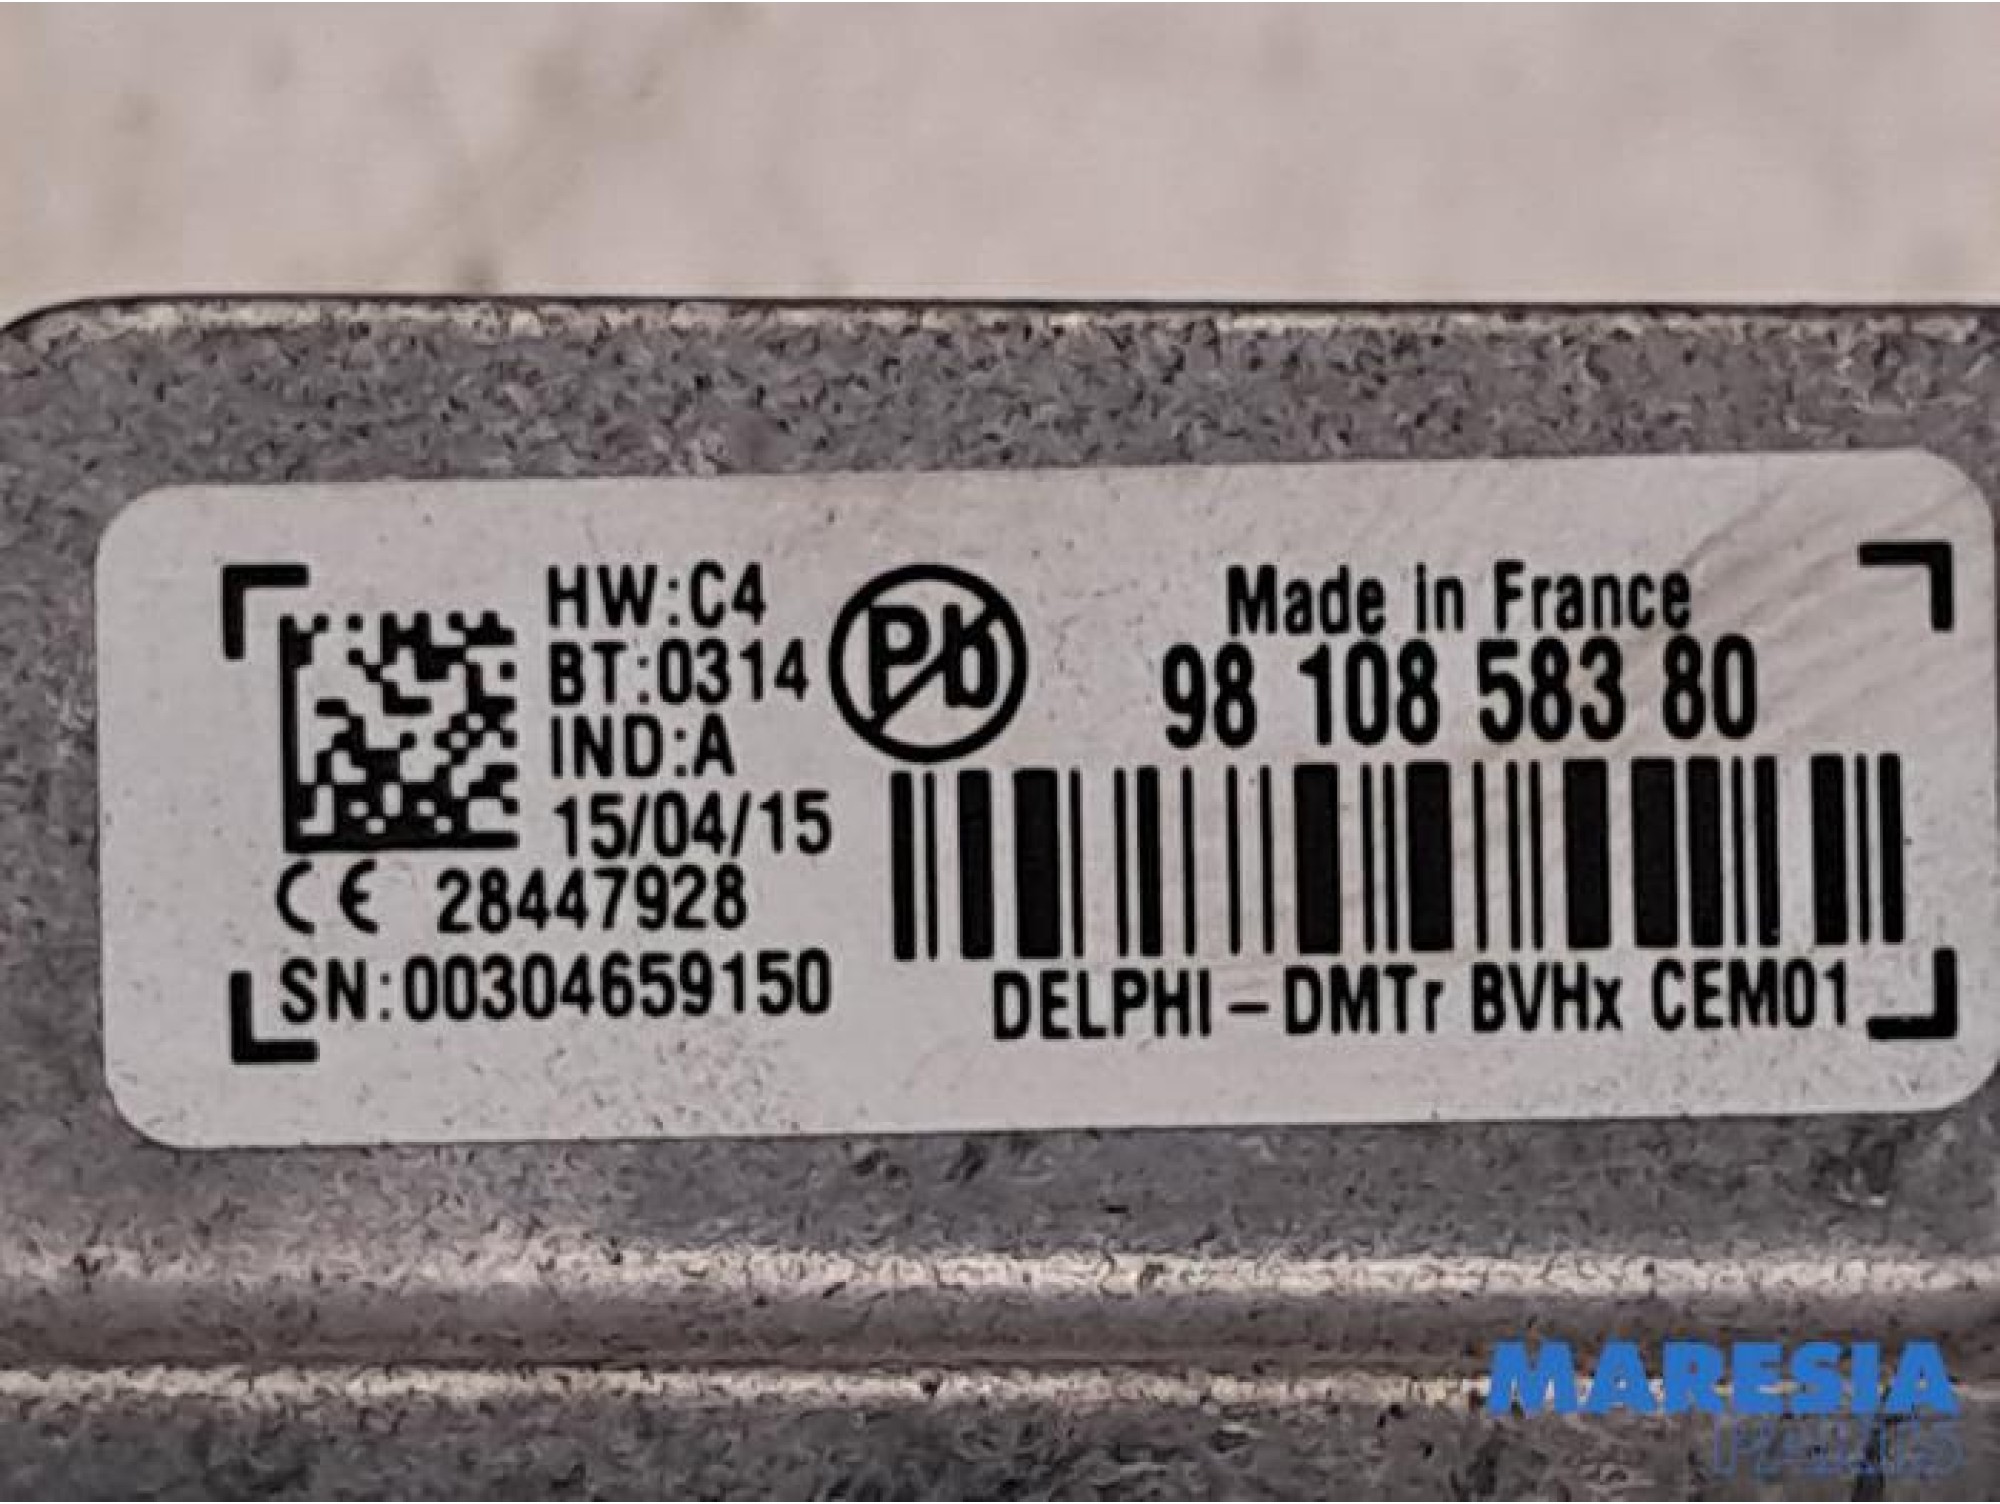 HW:C4
BT:0314
IND:A
15/04/15
CE 28447928
SN:00304659150
Pb
Made in France
98 108 583 80
DELPHI-DMTr BVHx CEM01
MARESIA
PARTS